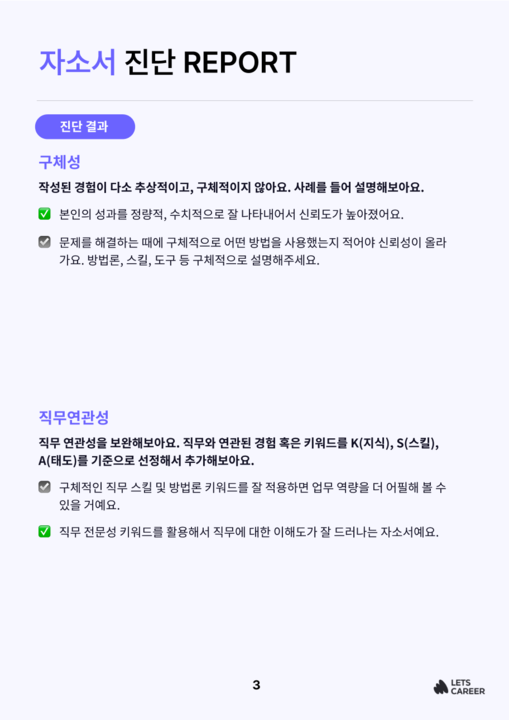 자소서 진단 REPORT
진단 결과
구체성
작성된 경험이 다소 추상적이고, 구체적이지 않아요. 사례를 들어 설명해보아요.
✅ 본인의 성과를 정량적, 수치적으로 잘 나타내어서 신뢰도가 높아졌어요.
문제를 해결하는 때에 구체적으로 어떤 방법을 사용했는지 적어야 신뢰성이 올라
가요. 방법론, 스킬, 도구 등 구체적으로 설명해주세요.
직무연관성
직무 연관성을 보완해보아요. 직무와 연관된 경험 혹은 키워드를 K(지식), S(스킬),
A(태도)를 기준으로 선정해서 추가해보아요.
구체적인 직무 스킬 및 방법론 키워드를 잘 적용하면 업무 역량을 더 어필해 볼 수
있을 거예요.
✅ 직무 전문성 키워드를 활용해서 직무에 대한 이해도가 잘 드러나는 자소서예요.
3
LETS
CAREER